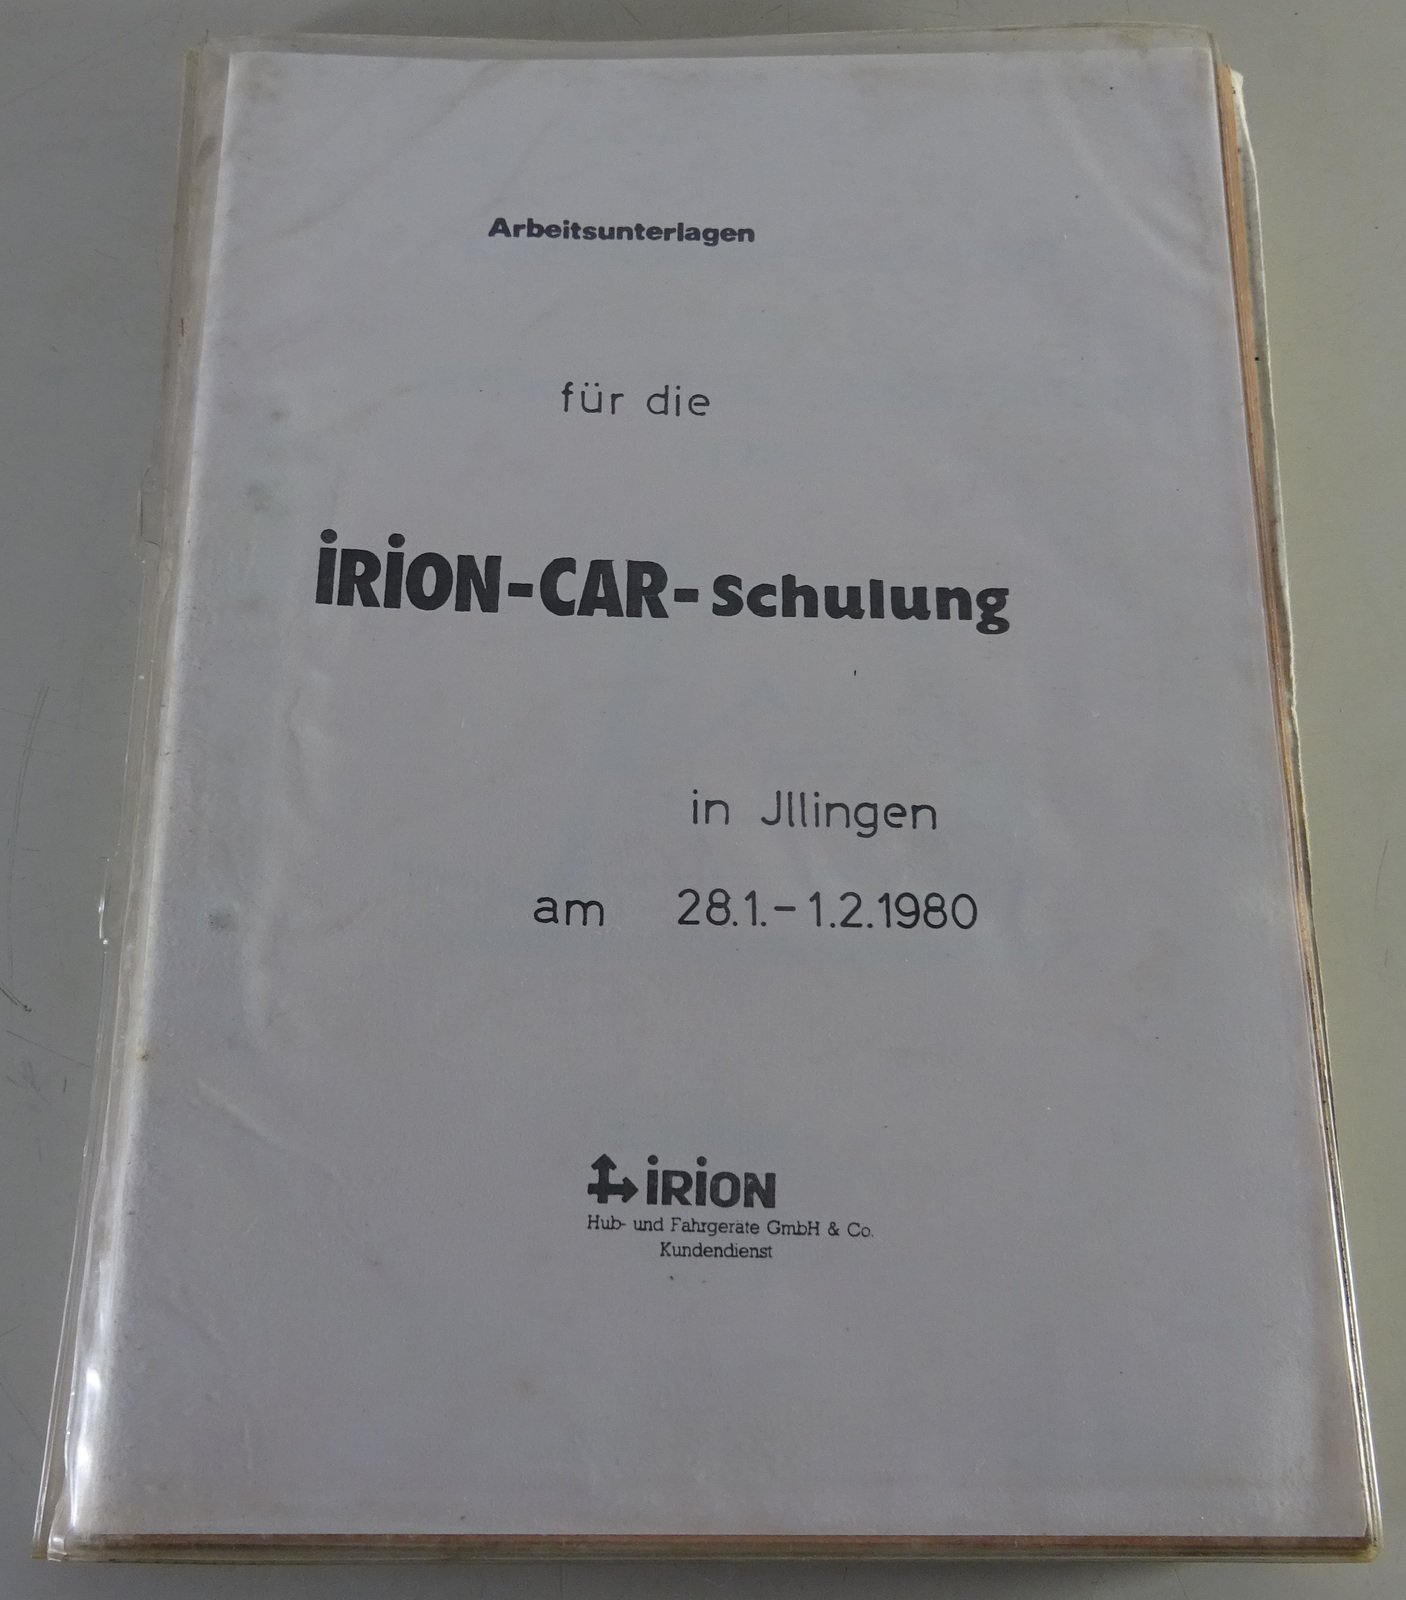 Arbeitsunterlagen
für die
iRiON-CAR-Schulung
in Jllingen
am 28.1.-1.2.1980
iRiON
Hub- und Fahrgeräte GmbH & Co.
Kundendienst